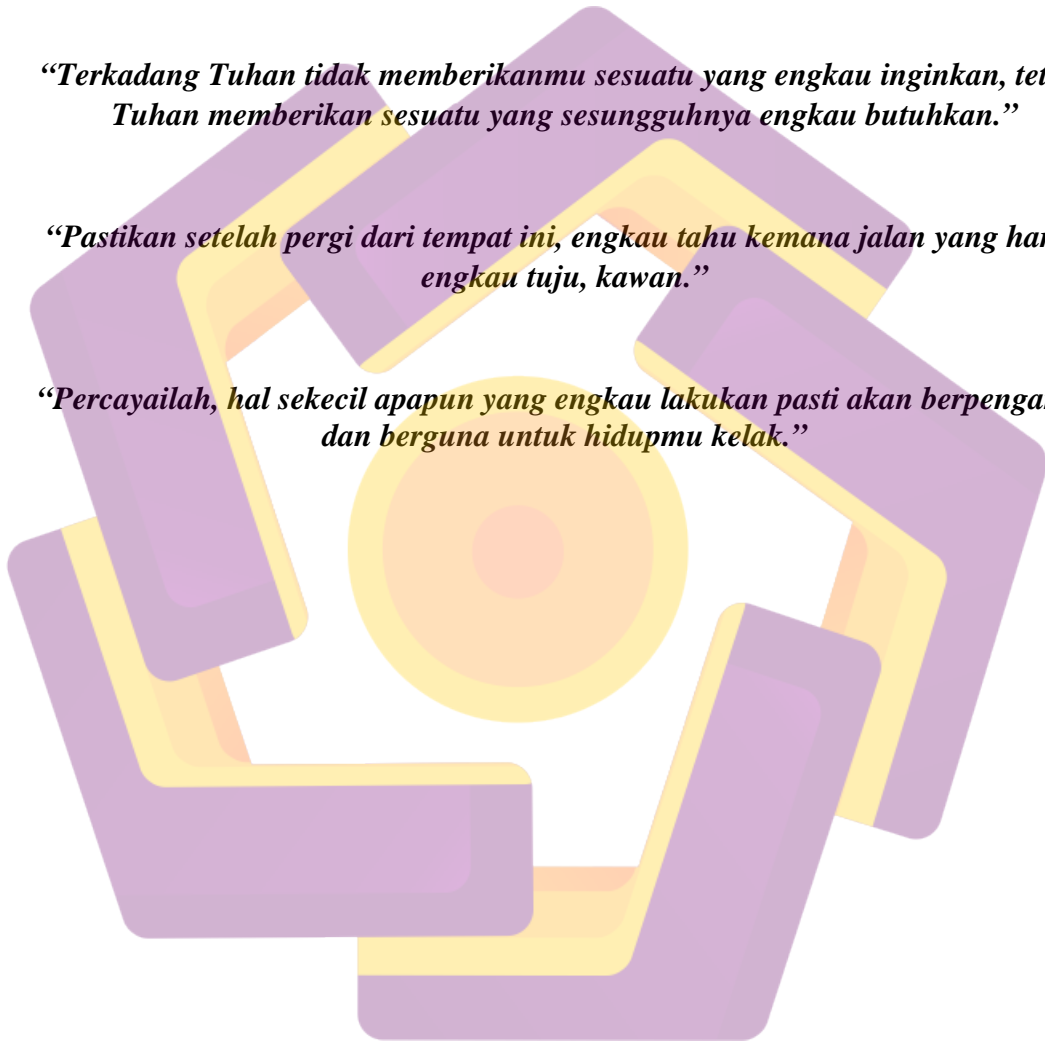 “Terkadang Tuhan tidak memberikanmu sesuatu yang engkau inginkan,
Tuhan memberikan sesuatu yang sesungguhnya engkau butuhkan.”
“Pastikan setelah pergi dari tempat ini, engkau tahu kemana jalan yang
engkau tuju, kawan.”
“Percayailah, hal sekecil apapun yang engkau lakukan pasti akan
dan berguna untuk hidupmu kelak.”